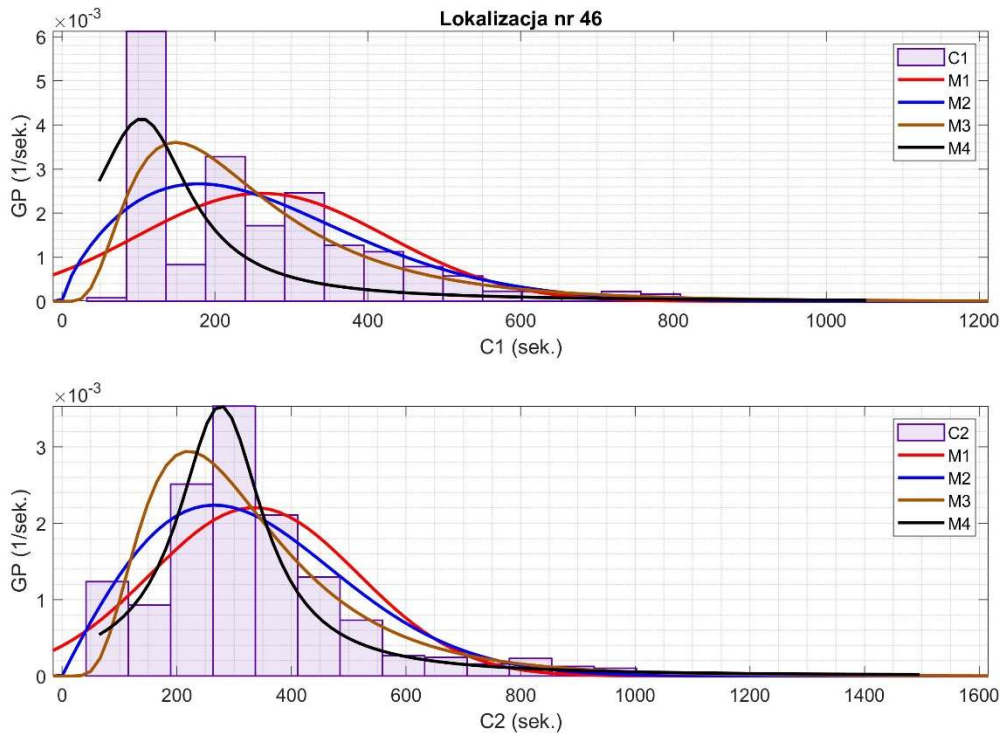 Lokalizacja nr 46
×10⁻³
6
5
4
3
2
1
0
GP (1/sek.)
0 200 400 600 800 1000 1200
C1 (sek.)
C1
M1
M2
M3
M4
×10⁻³
3
2
1
0
GP (1/sek.)
0 200 400 600 800 1000 1200 1400 1600
C2 (sek.)
C2
M1
M2
M3
M4